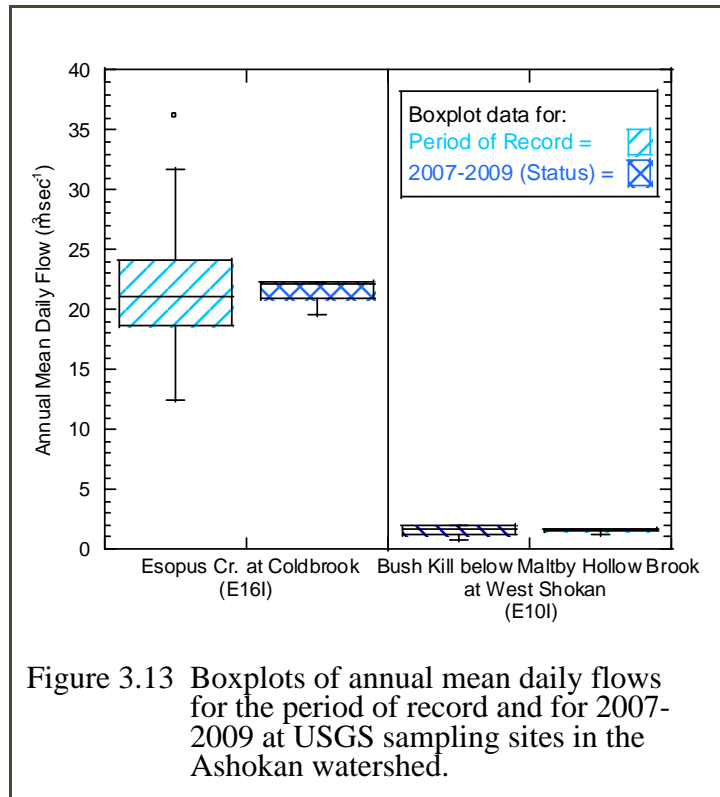 40
35
30
25
20
15
10
5
0
Annual Mean Daily Flow (m³sec⁻¹)
Boxplot data for:
Period of Record =
2007-2009 (Status) =
Esopus Cr. at Coldbrook
(E16I)
Bush Kill below Maltby Hollow Brook
at West Shokan
(E10I)
Figure 3.13 Boxplots of annual mean daily flows
for the period of record and for 2007-
2009 at USGS sampling sites in the
Ashokan watershed.